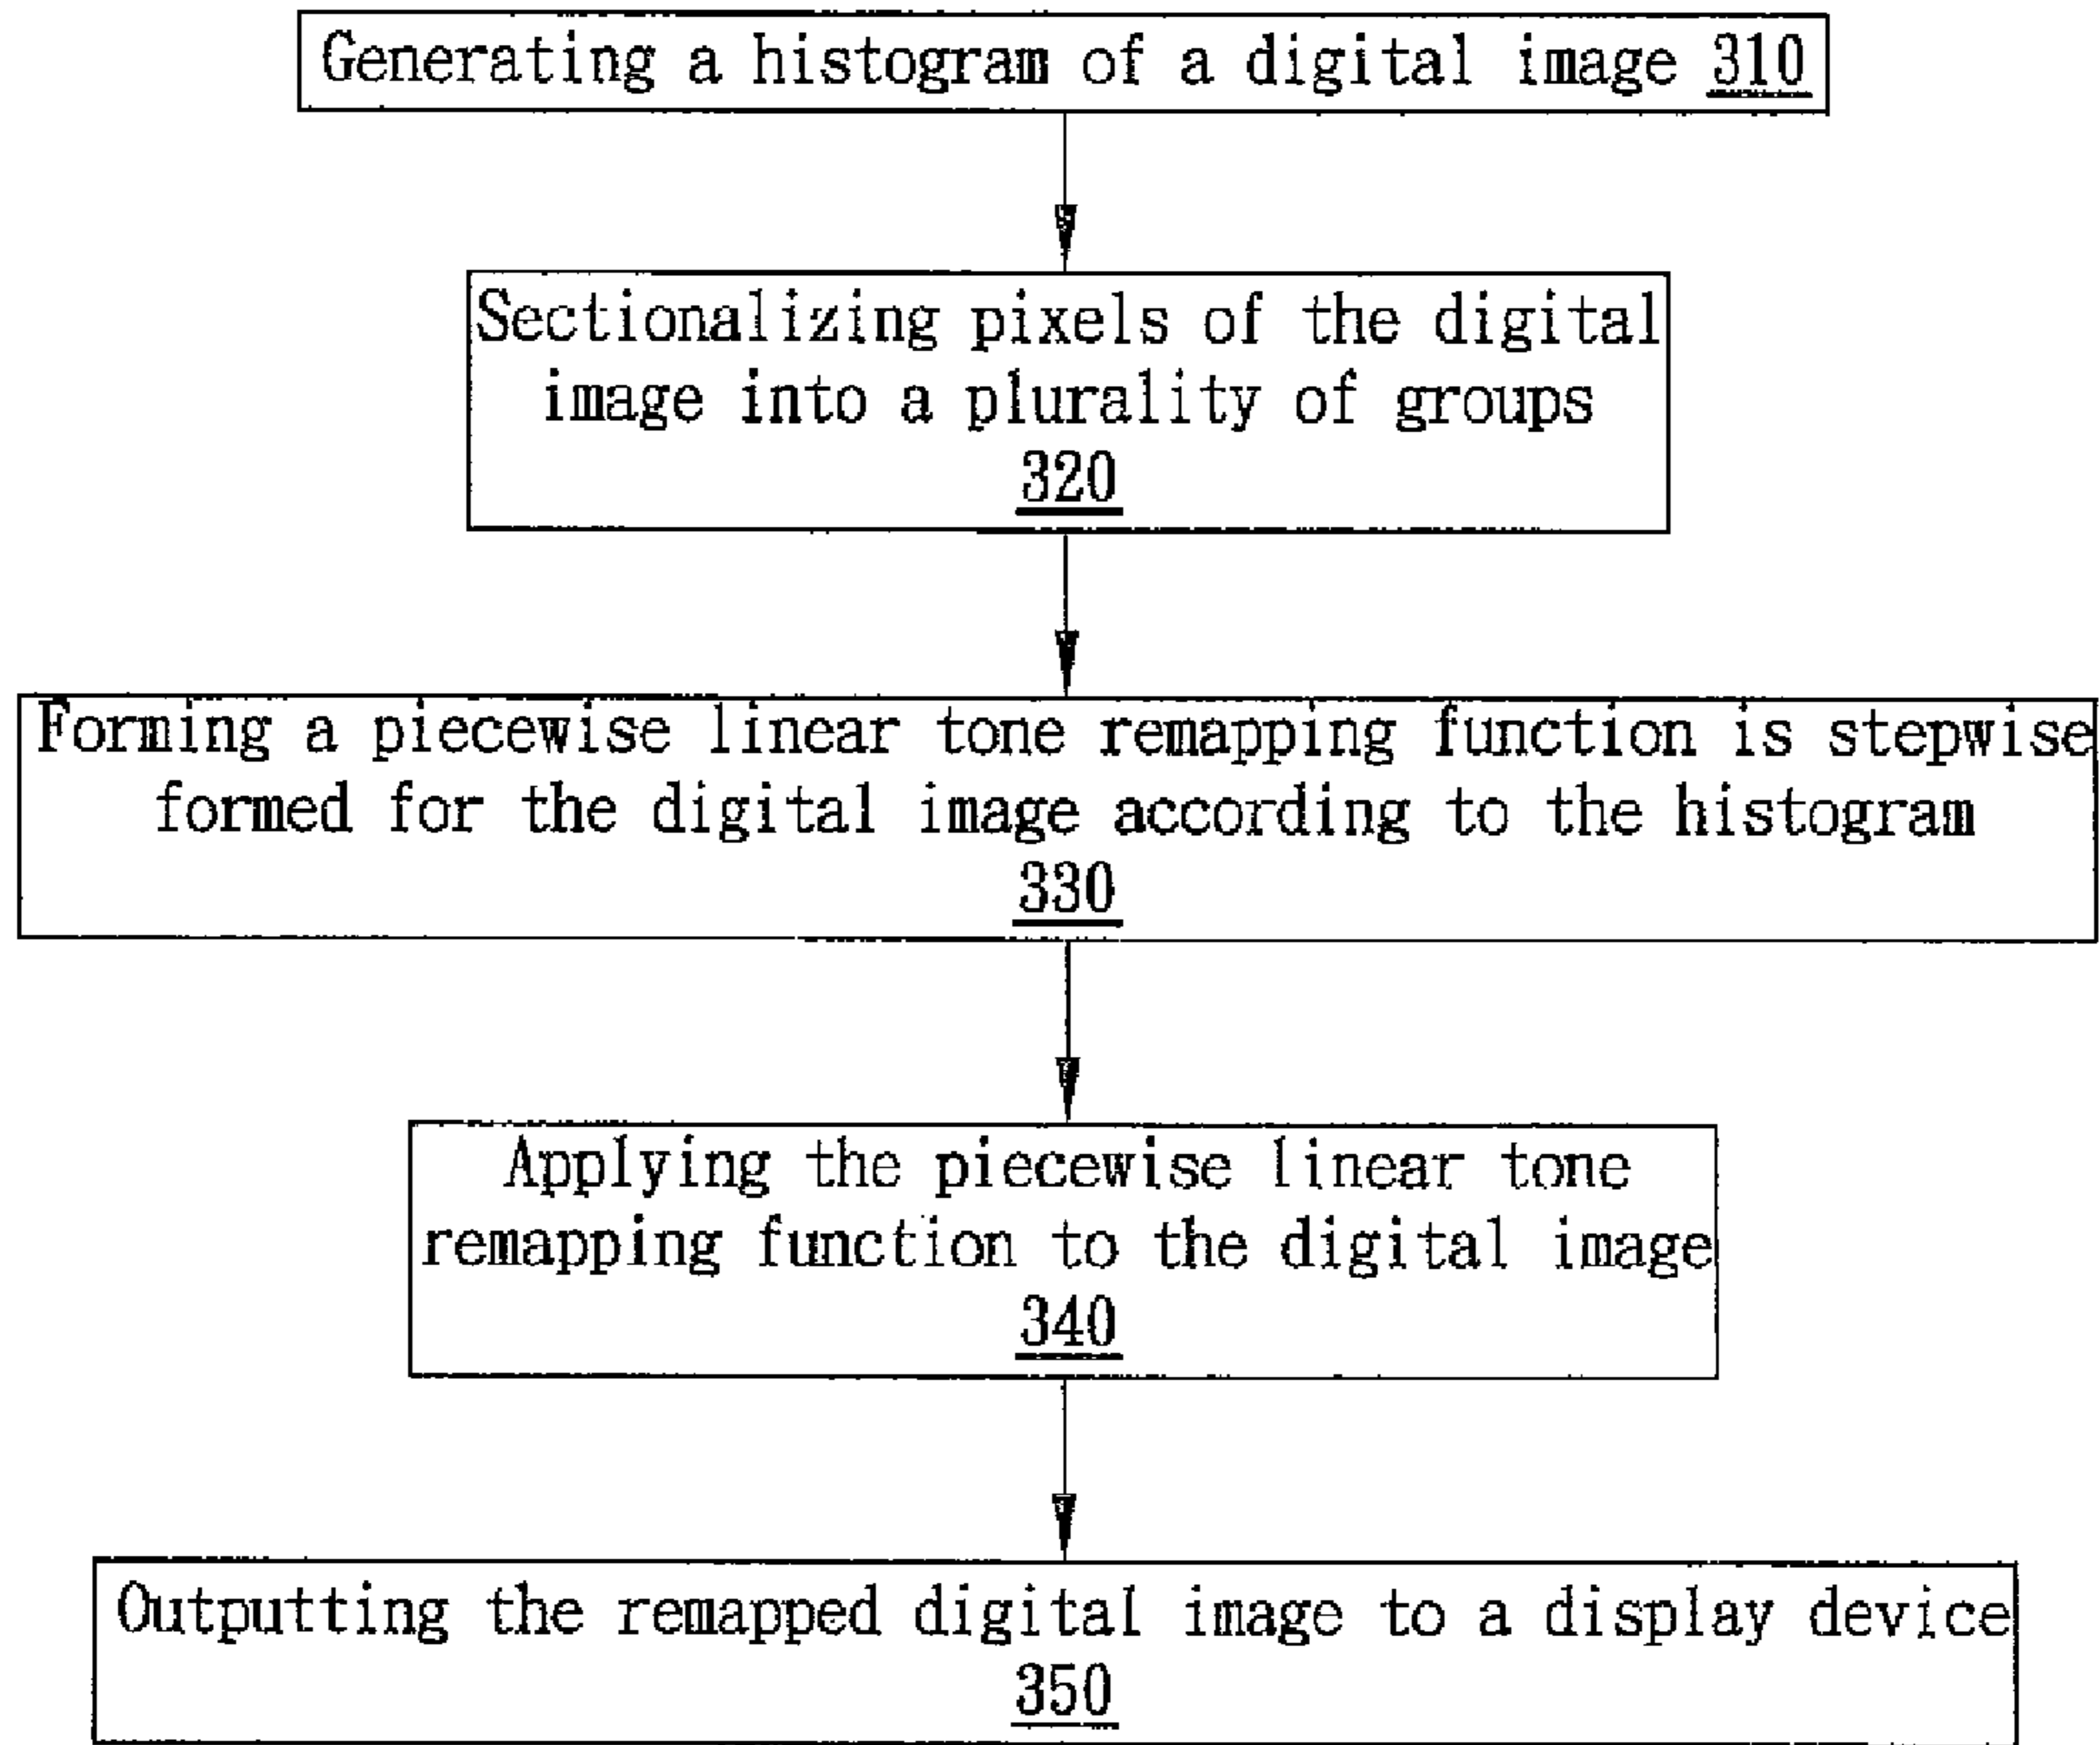 Generating a histogram of a digital image 310
Sectionalizing pixels of the digital
image into a plurality of groups
320
Forming a piecewise linear tone remapping function is stepwise
formed for the digital image according to the histogram
330
Applying the piecewise linear tone
remapping function to the digital image
340
Outputting the remapped digital image to a display device
350